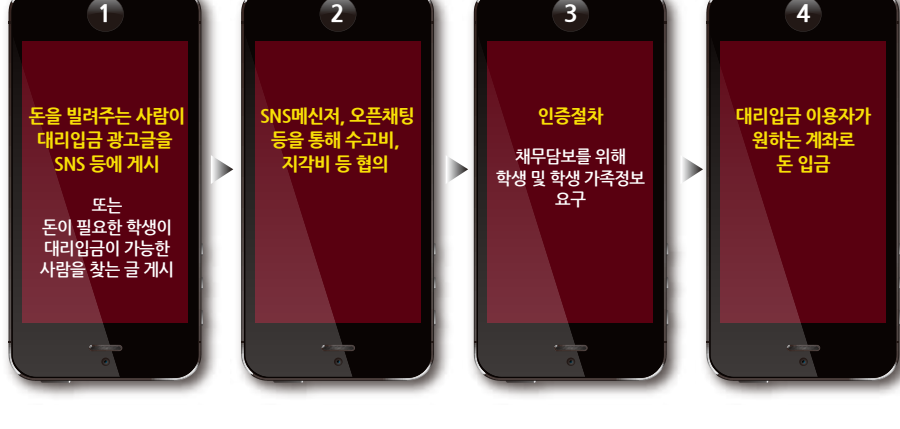 1
돈을 빌려주는 사람이
대리입금 광고글을
SNS 등에 게시
또는
돈이 필요한 학생이
대리입금이 가능한
사람을 찾는 글 게시
2
SNS메신저, 오픈채팅
등을 통해 수고비,
지각비 등 협의
3
인증절차
채무담보를 위해
학생 및 학생 가족정보
요구
4
대리입금 이용자가
원하는 계좌로
돈 입금